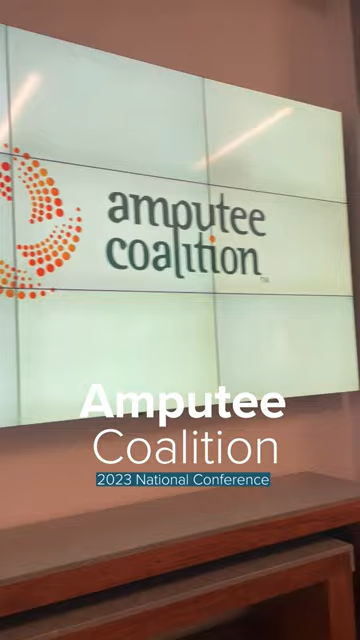 amputee
coalition
TM
Amputee
Coalition
2023 National Conference